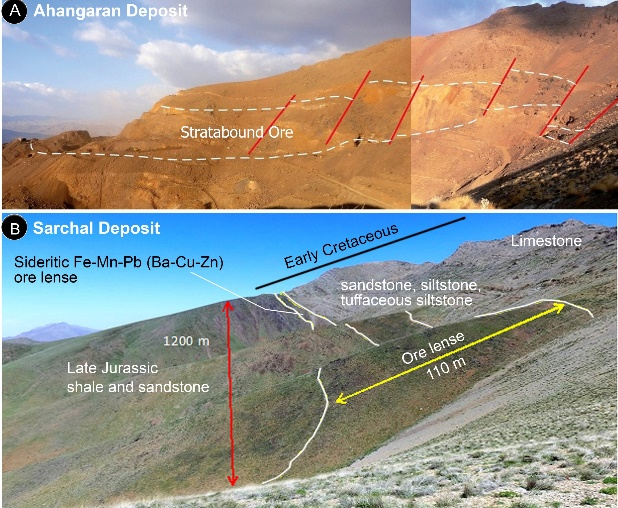 A Ahangaran Deposit
Stratabound Ore
B Sarchal Deposit
Early Cretaceous
Limestone
Sideritic Fe-Mn-Pb (Ba-Cu-Zn)
ore lense
sandstone, siltstone,
tuffaceous siltstone
1200 m
Late Jurassic
shale and sandstone
Ore lense
110 m